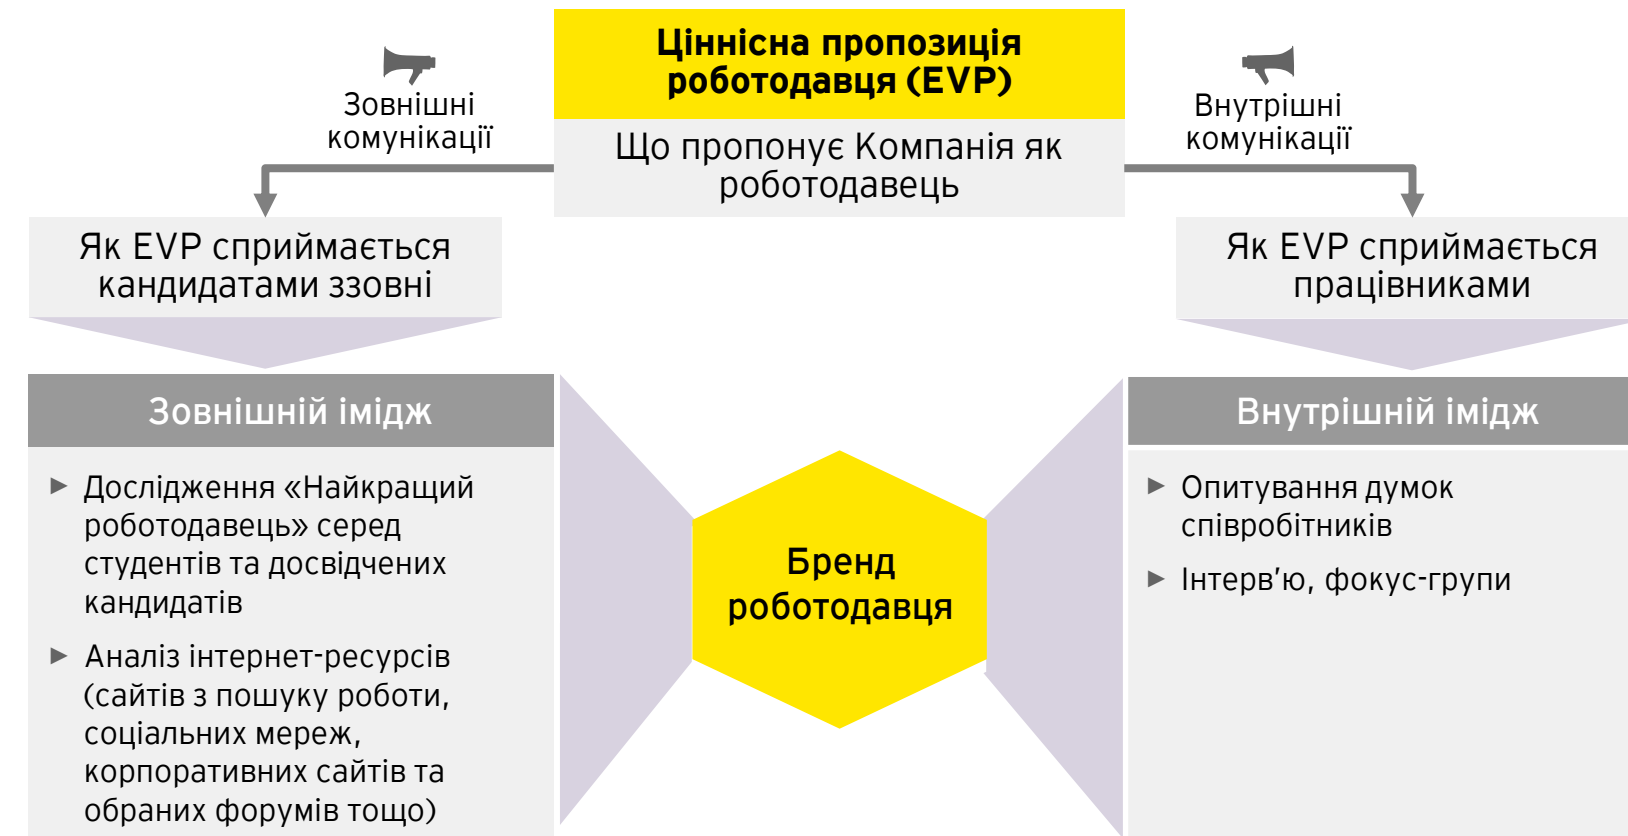 Ціннісна пропозиція
роботодавця (EVP)
Що пропонує Компанія як
роботодавець
Зовнішні
комунікації
Внутрішні
комунікації
Як EVP сприймається
кандидатами ззовні
Як EVP сприймається
працівниками
Зовнішній імідж
► Дослідження «Найкращий
роботодавець» серед
студентів та досвідчених
кандидатів
► Аналіз інтернет-ресурсів
(сайтів з пошуку роботи,
соціальних мереж,
корпоративних сайтів та
обраних форумів тощо)
Бренд
роботодавця
Внутрішній імідж
► Опитування думок
співробітників
► Інтерв’ю, фокус-групи